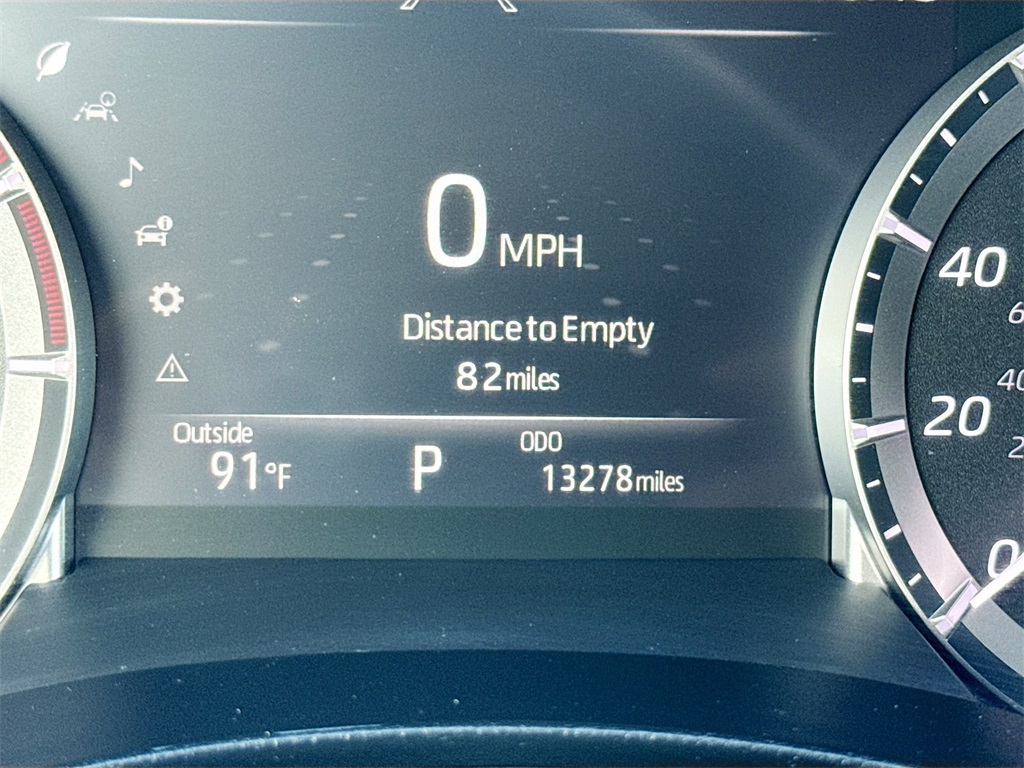 0 MPH
Distance to Empty
82 miles
Outside
91°F
P
ODO
13278 miles
40
20
0